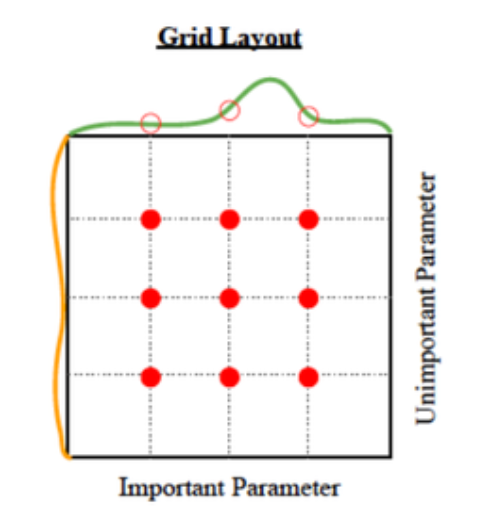 Grid Layout
Unimportant Parameter
Important Parameter